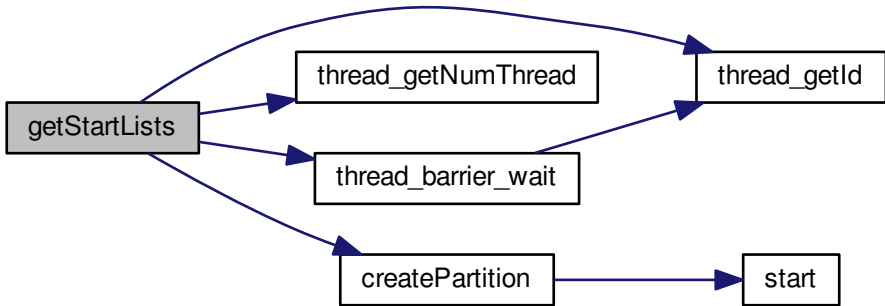 getStartLists
thread_getNumThread
thread_getId
thread_barrier_wait
createPartition
start